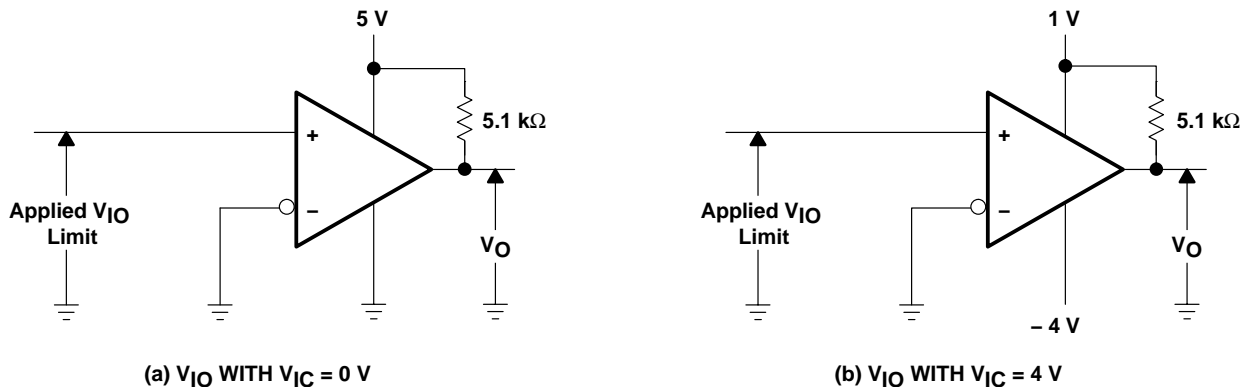 5 V
5.1 kΩ
+
−
Applied VIO
Limit
VO
(a) VIO WITH VIC = 0 V
1 V
5.1 kΩ
+
−
Applied VIO
Limit
VO
– 4 V
(b) VIO WITH VIC = 4 V